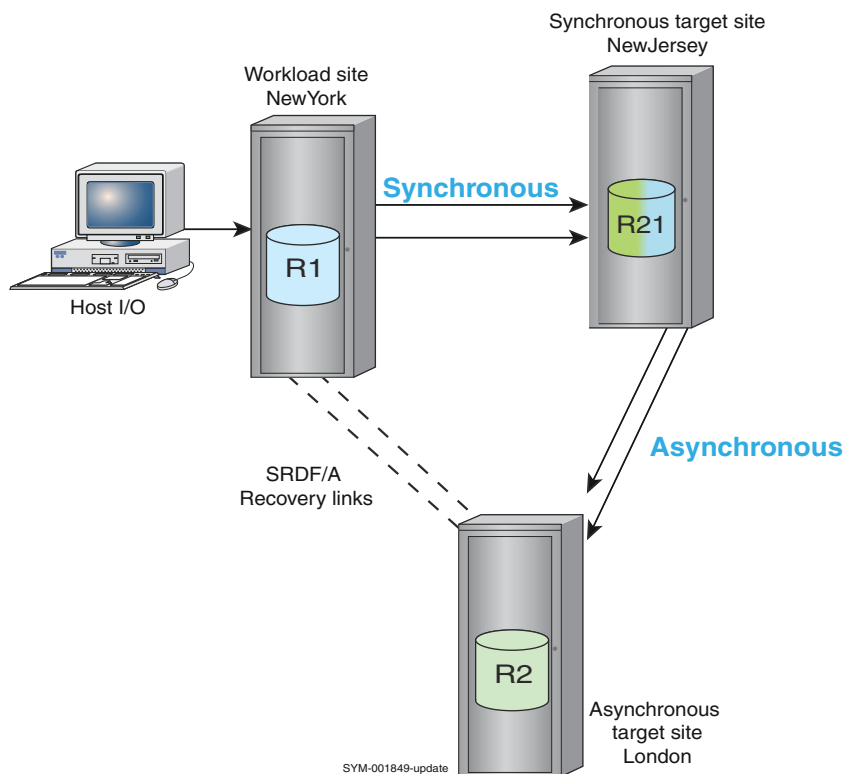 Synchronous target site
NewJersey
Workload site
NewYork
Synchronous
R21
R1
Host I/O
Asynchronous
SRDF/A
Recovery links
R2
Asynchronous
target site
London
SYM-001849-update